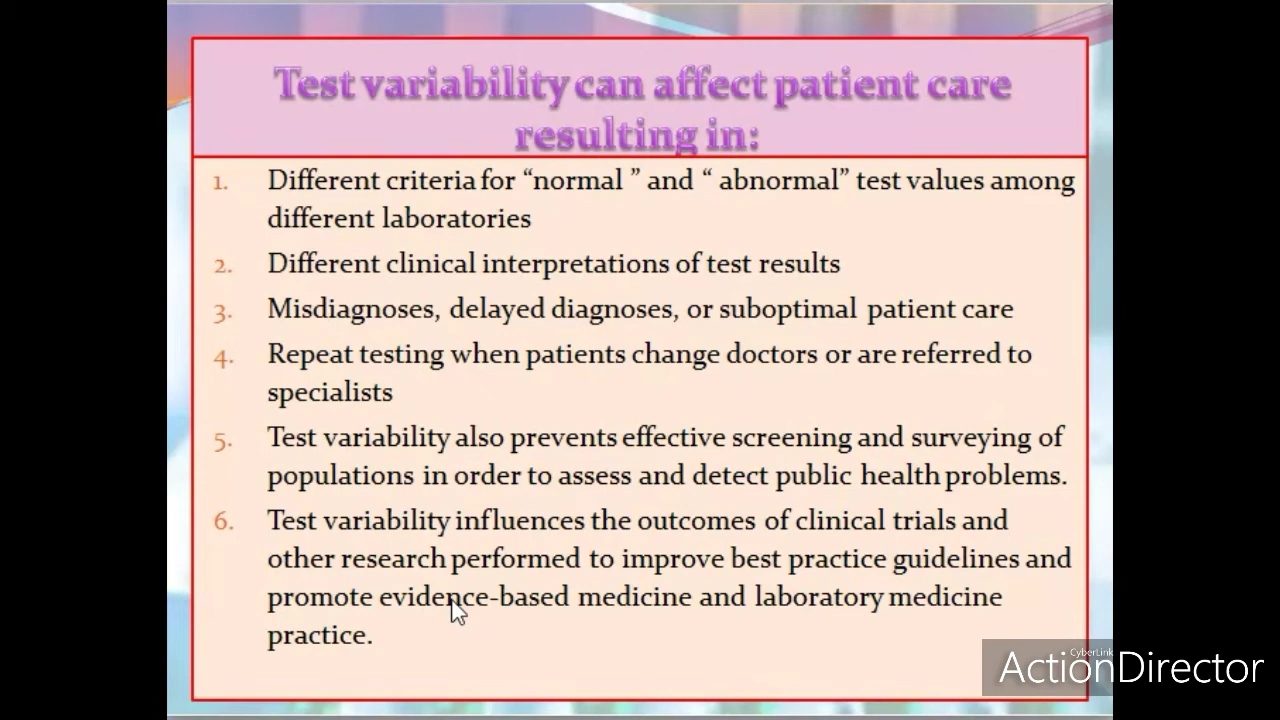 Test variability can affect patient care
resulting in:
1. Different criteria for “normal ” and “ abnormal” test values among
different laboratories
2. Different clinical interpretations of test results
3. Misdiagnoses, delayed diagnoses, or suboptimal patient care
4. Repeat testing when patients change doctors or are referred to
specialists
5. Test variability also prevents effective screening and surveying of
populations in order to assess and detect public health problems.
6. Test variability influences the outcomes of clinical trials and
other research performed to improve best practice guidelines and
promote evidence-based medicine and laboratory medicine
practice.
CyberLink
ActionDirector